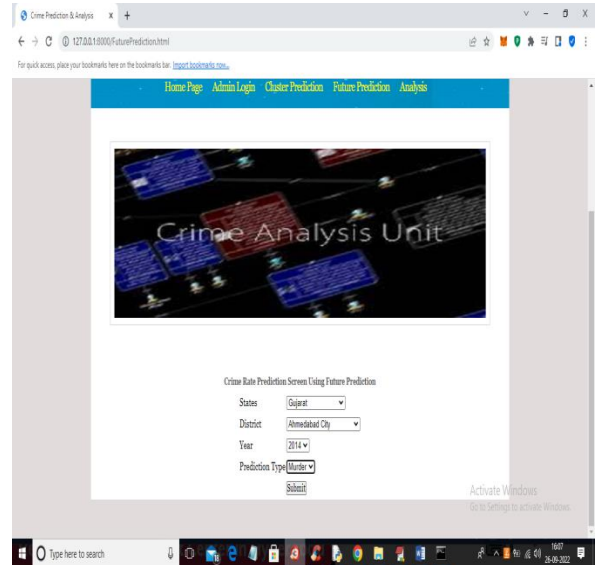 Crime Prediction & Analysis
127.0.0.1:8000/FuturePrediction.html
For quick access, place your bookmarks here on the bookmarks bar. Import bookmarks now...
Home Page Admin Login Cluster Prediction Future Prediction Analysis
Crime Analysis Unit
Crime Rate Prediction Screen Using Future Prediction
States Gujarat
District Ahmedabad City
Year 2014
Prediction Type Murder
Submit
Activate Windows
Go to Settings to activate Windows.
Type here to search
16:07
26-09-2022